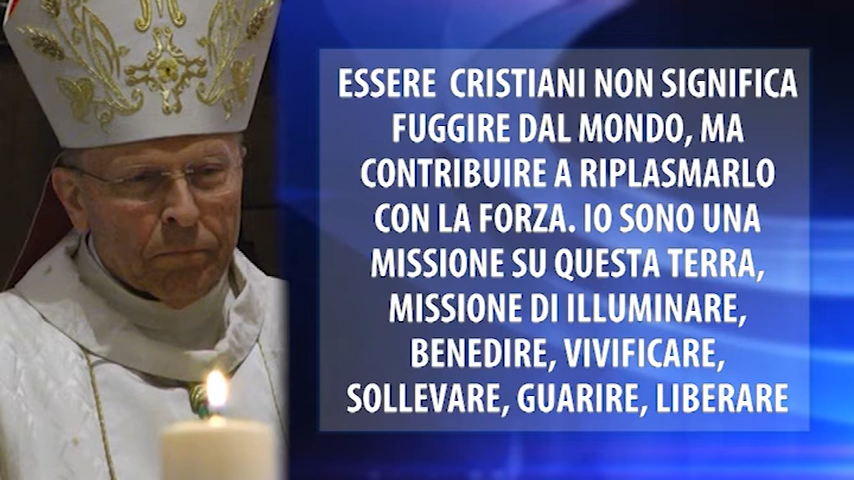 ESSERE CRISTIANI NON SIGNIFICA
FUGGIRE DAL MONDO, MA
CONTRIBUIRE A RIPLASMARLO
CON LA FORZA. IO SONO UNA
MISSIONE SU QUESTA TERRA,
MISSIONE DI ILLUMINARE,
BENEDIRE, VIVIFICARE,
SOLLEVARE, GUARIRE, LIBERARE